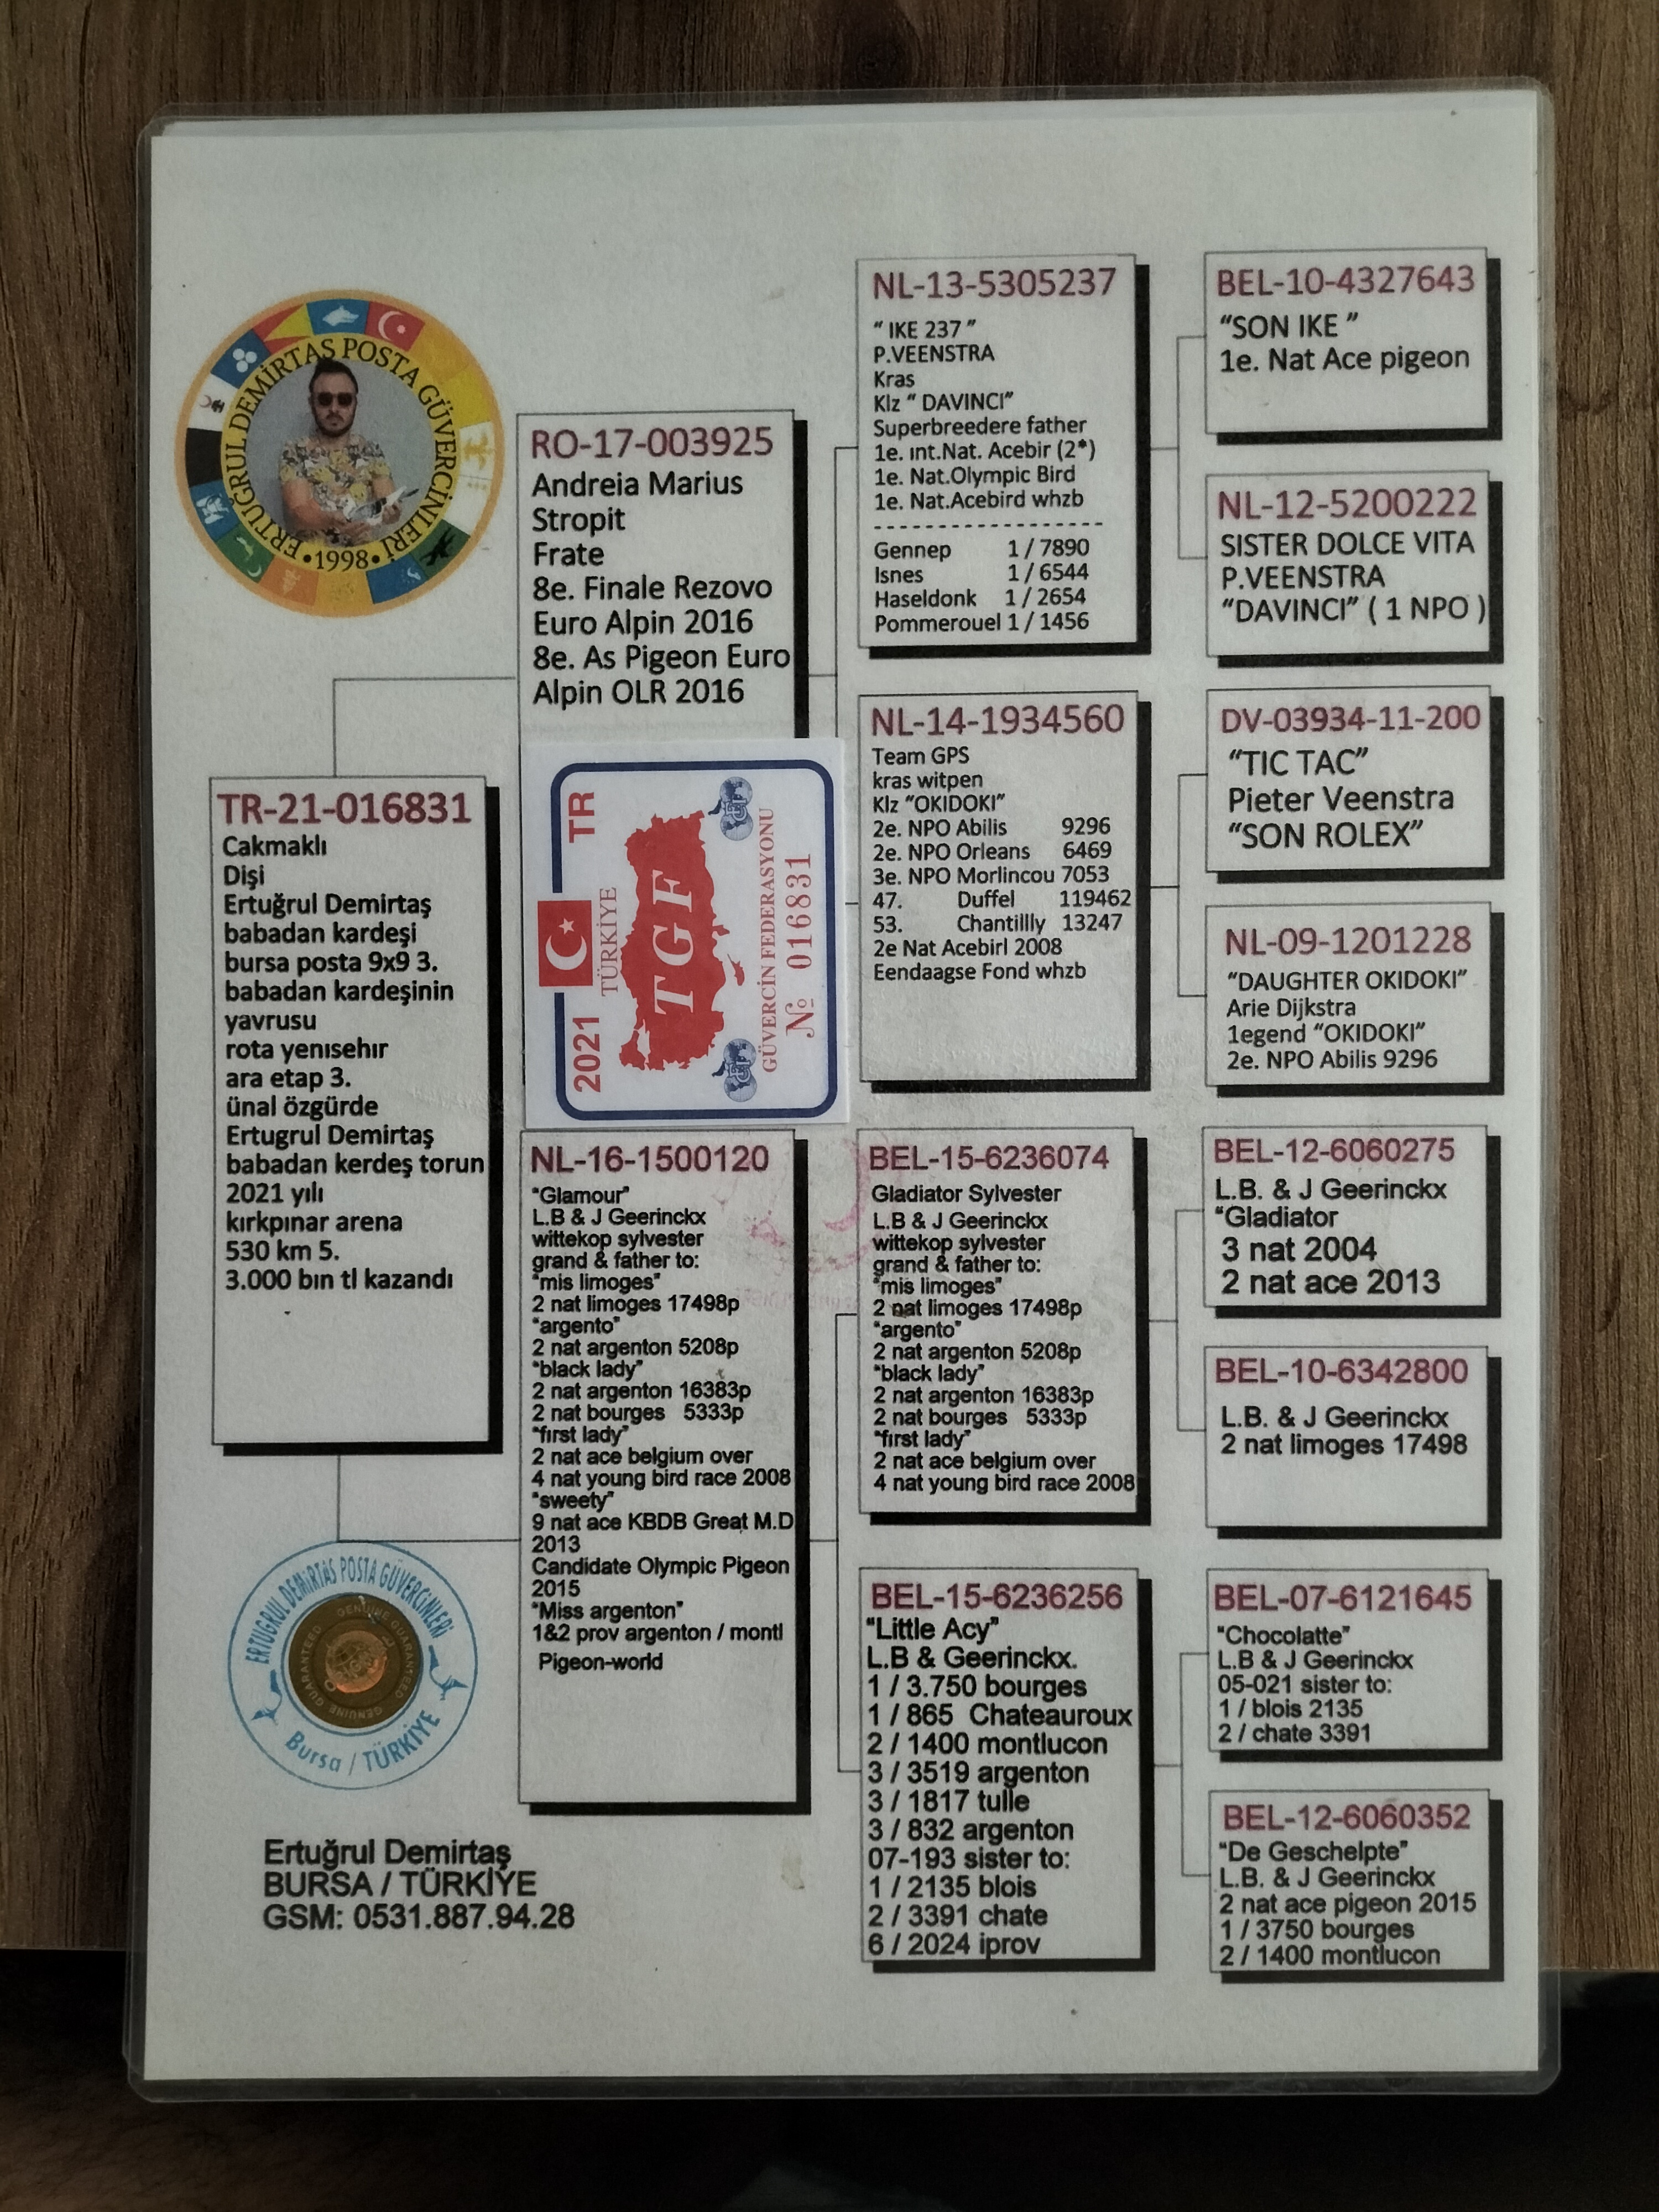 ERTUĞRUL DEMİRTAŞ POSTA GÜVERCİNLERİ
•1998•
TR-21-016831
Cakmaklı
Dişi
Ertuğrul Demirtaş
babadan kardeşi
bursa posta 9x9 3.
babadan kardeşinin
yavrusu
rota yenısehır
ara etap 3.
ünal özgürde
Ertugrul Demirtaş
babadan kerdeş torun
2021 yılı
kırkpınar arena
530 km 5.
3.000 bın tl kazandı
RO-17-003925
Andreia Marius
Stropit
Frate
8e. Finale Rezovo
Euro Alpin 2016
8e. As Pigeon Euro
Alpin OLR 2016
2021 TR
TÜRKİYE
TGF
GÜVERCİN FEDERASYONU
№ 016831
NL-16-1500120
"Glamour"
L.B & J Geerinckx
wittekop sylvester
grand & father to:
"mis limoges"
2 nat limoges 17498p
"argento"
2 nat argenton 5208p
"black lady"
2 nat argenton 16383p
2 nat bourges 5333p
"first lady"
2 nat ace belgium over
4 nat young bird race 2008
"sweety"
9 nat ace KBDB Great M.D
2013
Candidate Olympic Pigeon
2015
"Miss argenton"
1&2 prov argenton / montl
Pigeon-world
NL-13-5305237
" IKE 237 "
P.VEENSTRA
Kras
Klz " DAVINCI"
Superbreedere father
1e. ınt.Nat. Acebir (2*)
1e. Nat.Olympic Bird
1e. Nat.Acebird whzb
------------------
Gennep 1 / 7890
Isnes 1 / 6544
Haseldonk 1 / 2654
Pommerouel 1 / 1456
NL-14-1934560
Team GPS
kras witpen
Klz "OKIDOKI"
2e. NPO Abilis 9296
2e. NPO Orleans 6469
3e. NPO Morlincou 7053
47. Duffel 119462
53. Chantillly 13247
2e Nat Acebirl 2008
Eendaagse Fond whzb
BEL-15-6236074
Gladiator Sylvester
L.B & J Geerinckx
wittekop sylvester
grand & father to:
"mis limoges"
2 nat limoges 17498p
"argento"
2 nat argenton 5208p
"black lady"
2 nat argenton 16383p
2 nat bourges 5333p
"first lady"
2 nat ace belgium over
4 nat young bird race 2008
BEL-15-6236256
"Little Acy"
L.B & Geerinckx.
1 / 3.750 bourges
1 / 865 Chateauroux
2 / 1400 montlucon
3 / 3519 argenton
3 / 1817 tulle
3 / 832 argenton
07-193 sister to:
1 / 2135 blois
2 / 3391 chate
6 / 2024 iprov
BEL-10-4327643
"SON IKE "
1e. Nat Ace pigeon
NL-12-5200222
SISTER DOLCE VITA
P.VEENSTRA
"DAVINCI" ( 1 NPO )
DV-03934-11-200
"TIC TAC"
Pieter Veenstra
"SON ROLEX"
NL-09-1201228
"DAUGHTER OKIDOKI"
Arie Dijkstra
1egend "OKIDOKI"
2e. NPO Abilis 9296
BEL-12-6060275
L.B. & J Geerinckx
"Gladiator
3 nat 2004
2 nat ace 2013
BEL-10-6342800
L.B. & J Geerinckx
2 nat limoges 17498
BEL-07-6121645
"Chocolatte"
L.B & J Geerinckx
05-021 sister to:
1 / blois 2135
2 / chate 3391
BEL-12-6060352
"De Geschelpte"
L.B. & J Geerinckx
2 nat ace pigeon 2015
1 / 3750 bourges
2 / 1400 montlucon
ERTUĞRUL DEMİRTAŞ POSTA GÜVERCİNLERİ
GENUINE GUARANTEED GENUINE GUARANTEED
Bursa / TÜRKİYE
Ertuğrul Demirtaş
BURSA / TÜRKİYE
GSM: 0531.887.94.28